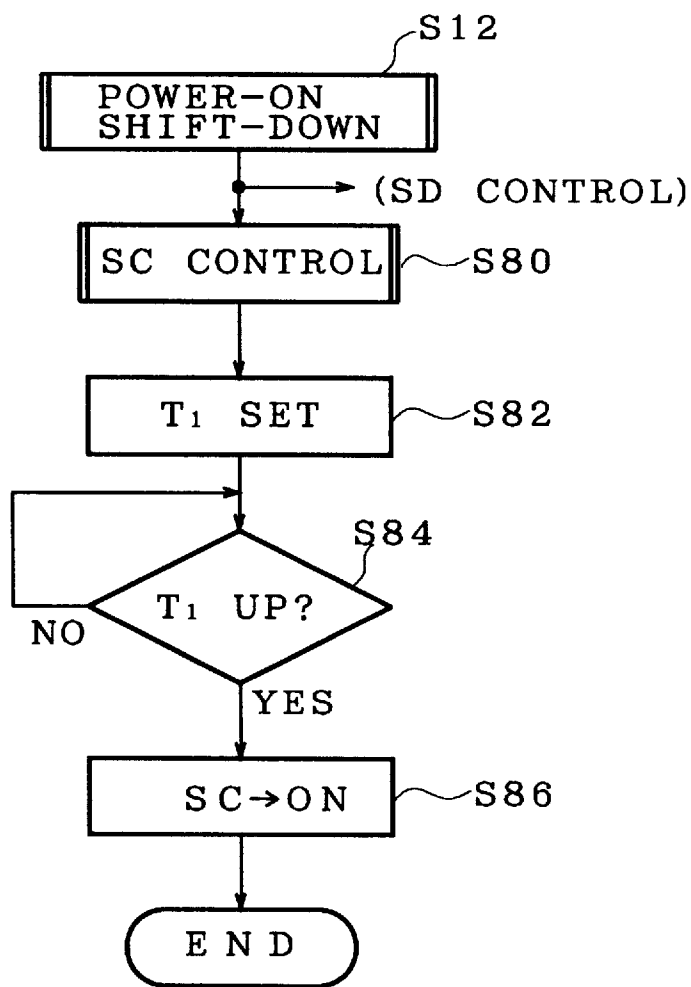 S12
POWER-ON
SHIFT-DOWN
(SD CONTROL)
SC CONTROL
S80
T₁ SET
S82
S84
T₁ UP?
NO
YES
SC→ON
S86
END